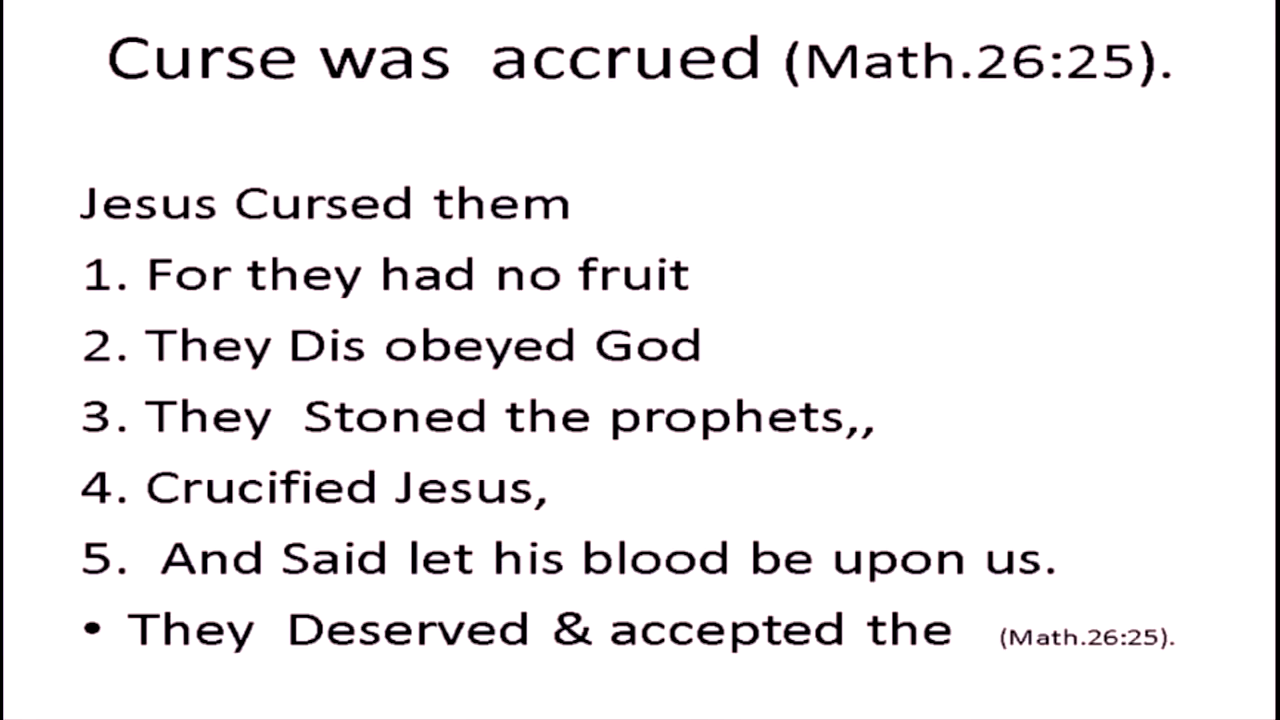 Curse was accrued (Math.26:25).
Jesus Cursed them
1. For they had no fruit
2. They Dis obeyed God
3. They Stoned the prophets,,
4. Crucified Jesus,
5. And Said let his blood be upon us.
• They Deserved & accepted the (Math.26:25).